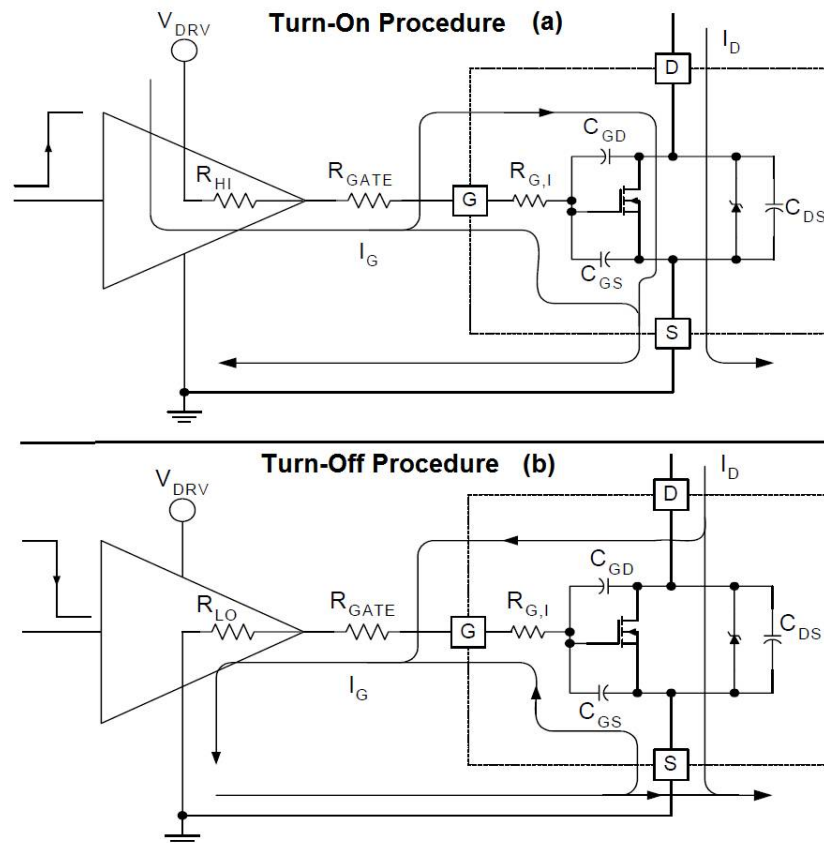 Turn-On Procedure (a)
V_DRV
I_D
D
C_GD
R_HI
R_GATE
G
R_G,I
C_DS
I_G
C_GS
S
Turn-Off Procedure (b)
V_DRV
I_D
D
C_GD
R_LO
R_GATE
G
R_G,I
C_DS
I_G
C_GS
S